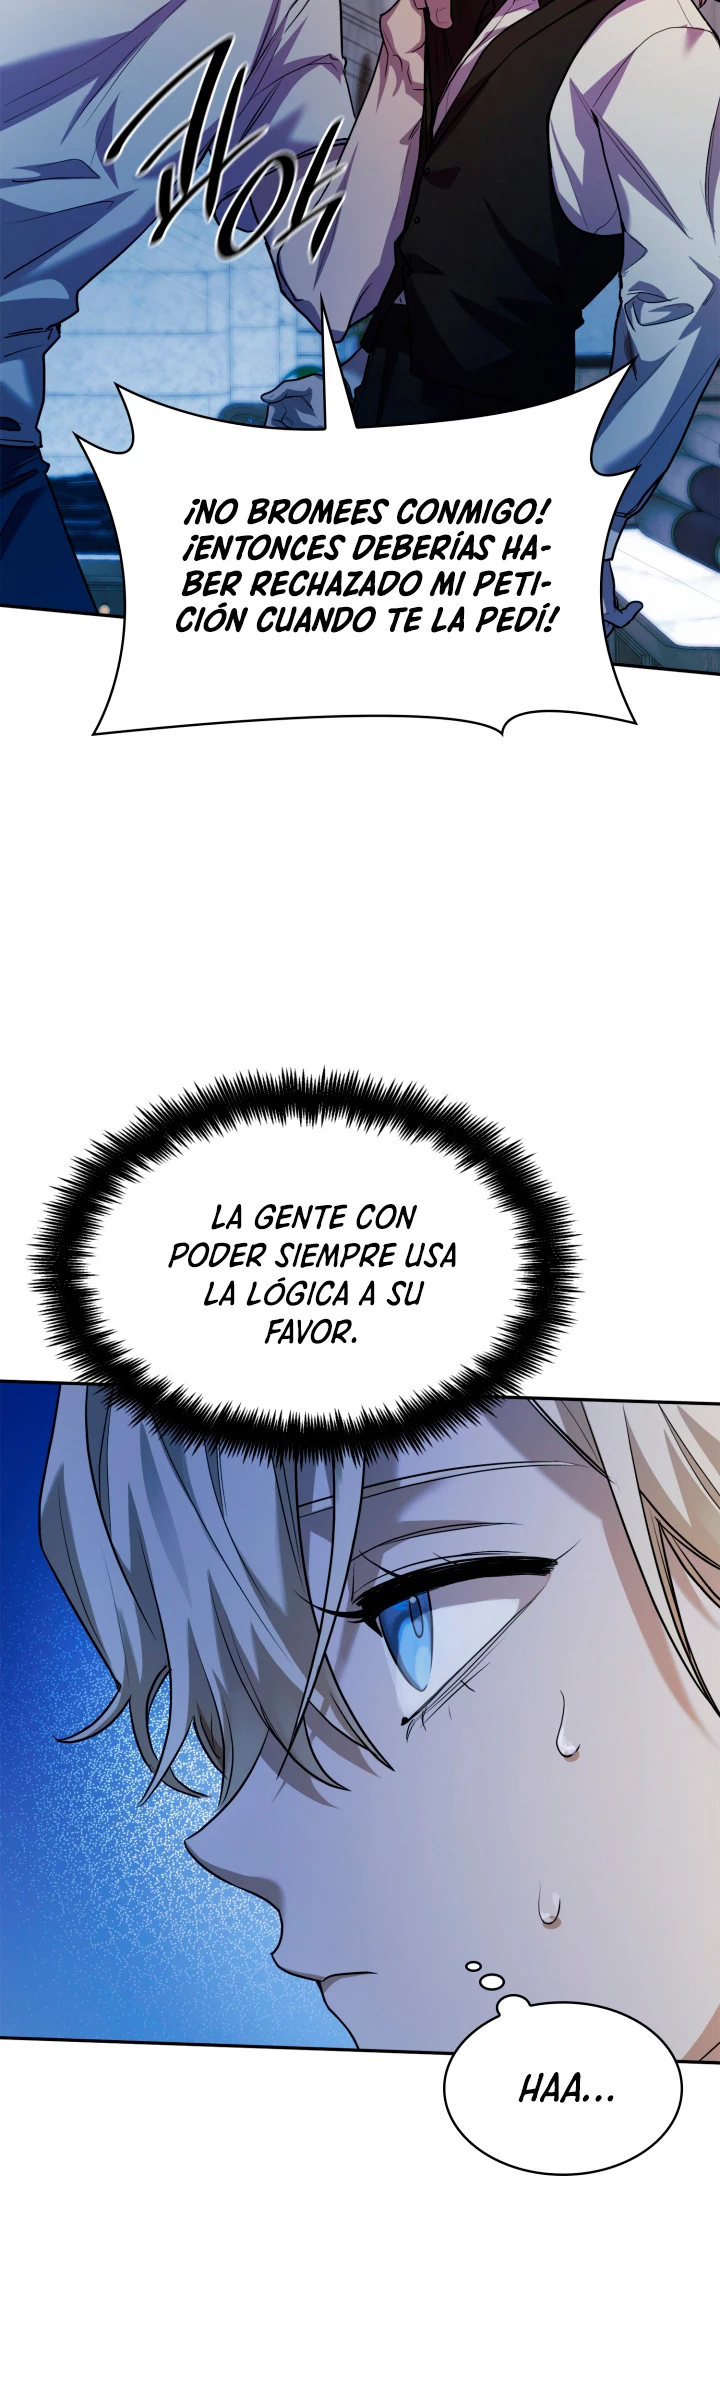 ¡NO BROMEES CONMIGO!
¡ENTONCES DEBERÍAS HA-
BER RECHAZADO MI PETI-
CIÓN CUANDO TE LA PEDÍ!
LA GENTE CON
PODER SIEMPRE USA
LA LÓGICA A SU
FAVOR.
HAA...